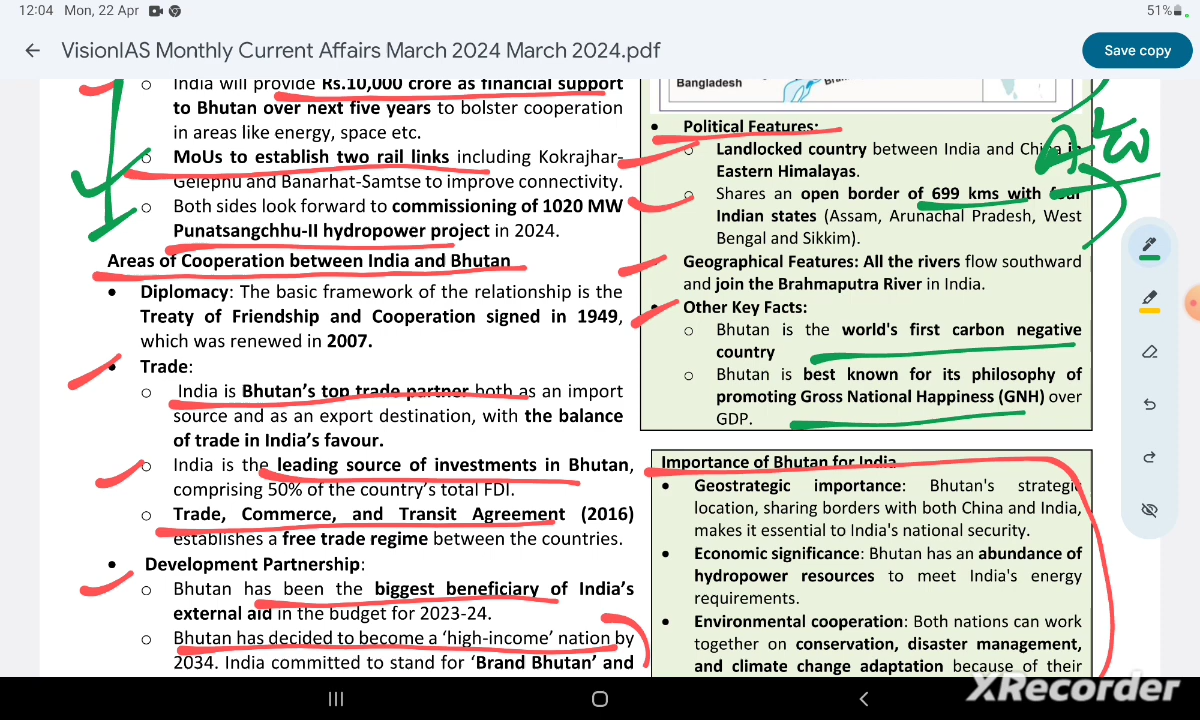 12:04 Mon, 22 Apr
51%
VisionIAS Monthly Current Affairs March 2024 March 2024.pdf
Save copy
o India will provide Rs.10,000 crore as financial support
to Bhutan over next five years to bolster cooperation
in areas like energy, space etc.
o MoUs to establish two rail links including Kokrajhar-
Gelephu and Banarhat-Samtse to improve connectivity.
o Both sides look forward to commissioning of 1020 MW
Punatsangchhu-II hydropower project in 2024.
Areas of Cooperation between India and Bhutan
• Diplomacy: The basic framework of the relationship is the
Treaty of Friendship and Cooperation signed in 1949,
which was renewed in 2007.
• Trade:
o India is Bhutan's top trade partner both as an import
source and as an export destination, with the balance
of trade in India's favour.
o India is the leading source of investments in Bhutan,
comprising 50% of the country's total FDI.
o Trade, Commerce, and Transit Agreement (2016)
establishes a free trade regime between the countries.
• Development Partnership:
o Bhutan has been the biggest beneficiary of India's
external aid in the budget for 2023-24.
o Bhutan has decided to become a 'high-income' nation by
2034. India committed to stand for 'Brand Bhutan' and
Bangladesh
• Political Features:
o Landlocked country between India and China in
Eastern Himalayas.
o Shares an open border of 699 kms with four
Indian states (Assam, Arunachal Pradesh, West
Bengal and Sikkim).
• Geographical Features: All the rivers flow southward
and join the Brahmaputra River in India.
• Other Key Facts:
o Bhutan is the world's first carbon negative
country
o Bhutan is best known for its philosophy of
promoting Gross National Happiness (GNH) over
GDP.
Importance of Bhutan for India
• Geostrategic importance: Bhutan's strategic
location, sharing borders with both China and India,
makes it essential to India's national security.
• Economic significance: Bhutan has an abundance of
hydropower resources to meet India's energy
requirements.
• Environmental cooperation: Both nations can work
together on conservation, disaster management,
and climate change adaptation because of their
XRecorder